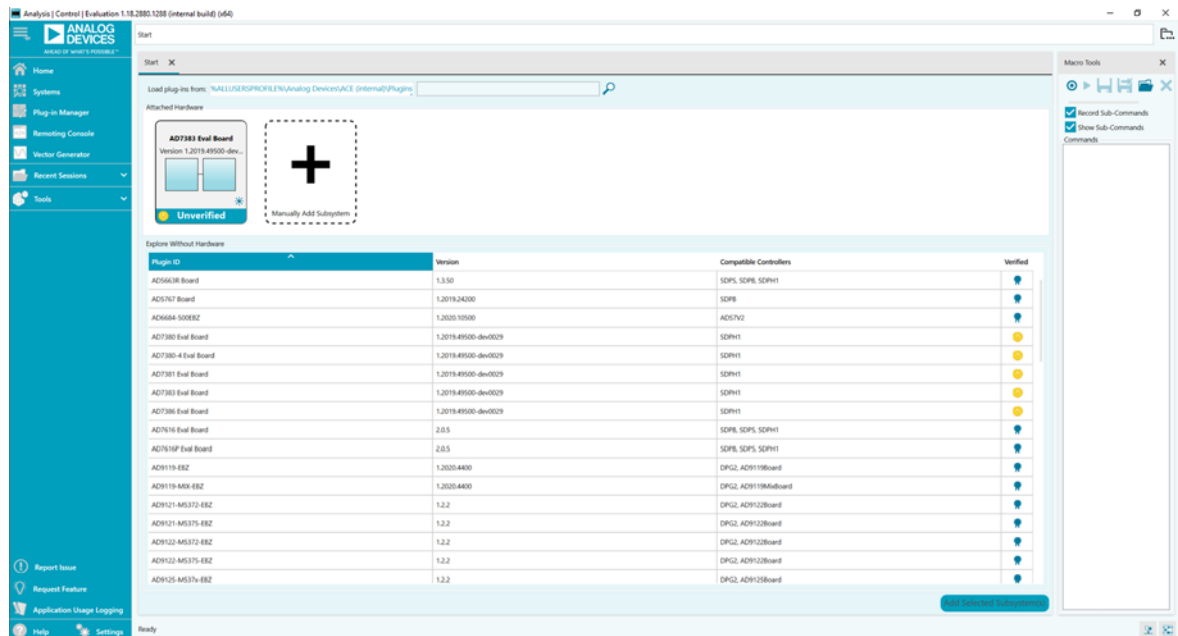 Analysis | Control | Evaluation 1.18.2880.1288 (internal build) (x64)
ANALOG
DEVICES
AHEAD OF WHAT'S POSSIBLE™
Start
Home
Systems
Plug-in Manager
Remoting Console
Vector Generator
Recent Sessions
Tools
Report Issue
Request Feature
Application Usage Logging
Help Settings
Start
Load plug-ins from: %ALLUSERSPROFILE%\Analog Devices\ACE (internal)\Plugins
Attached Hardware
AD7383 Eval Board
Version 1.2019.49500-dev...
Unverified
Manually Add Subsystem
Explore Without Hardware
Plugin ID Version Compatible Controllers Verified
AD5663R Board 1.3.50 SDPS, SDPB, SDPH1
AD5767 Board 1.2019.24200 SDPB
AD6684-500EBZ 1.2020.10500 ADS7V2
AD7380 Eval Board 1.2019.49500-dev0029 SDPH1
AD7380-4 Eval Board 1.2019.49500-dev0029 SDPH1
AD7381 Eval Board 1.2019.49500-dev0029 SDPH1
AD7383 Eval Board 1.2019.49500-dev0029 SDPH1
AD7386 Eval Board 1.2019.49500-dev0029 SDPH1
AD7616 Eval Board 2.0.5 SDPB, SDPS, SDPH1
AD7616P Eval Board 2.0.5 SDPB, SDPS, SDPH1
AD9119-EBZ 1.2020.4400 DPG2, AD9119Board
AD9119-MIX-EBZ 1.2020.4400 DPG2, AD9119MixBoard
AD9121-M5372-EBZ 1.2.2 DPG2, AD9122Board
AD9121-M5375-EBZ 1.2.2 DPG2, AD9122Board
AD9122-M5372-EBZ 1.2.2 DPG2, AD9122Board
AD9122-M5375-EBZ 1.2.2 DPG2, AD9122Board
AD9125-M537x-EBZ 1.2.2 DPG2, AD9125Board
Add Selected Subsystem(s)
Ready
Macro Tools
Record Sub-Commands
Show Sub-Commands
Commands